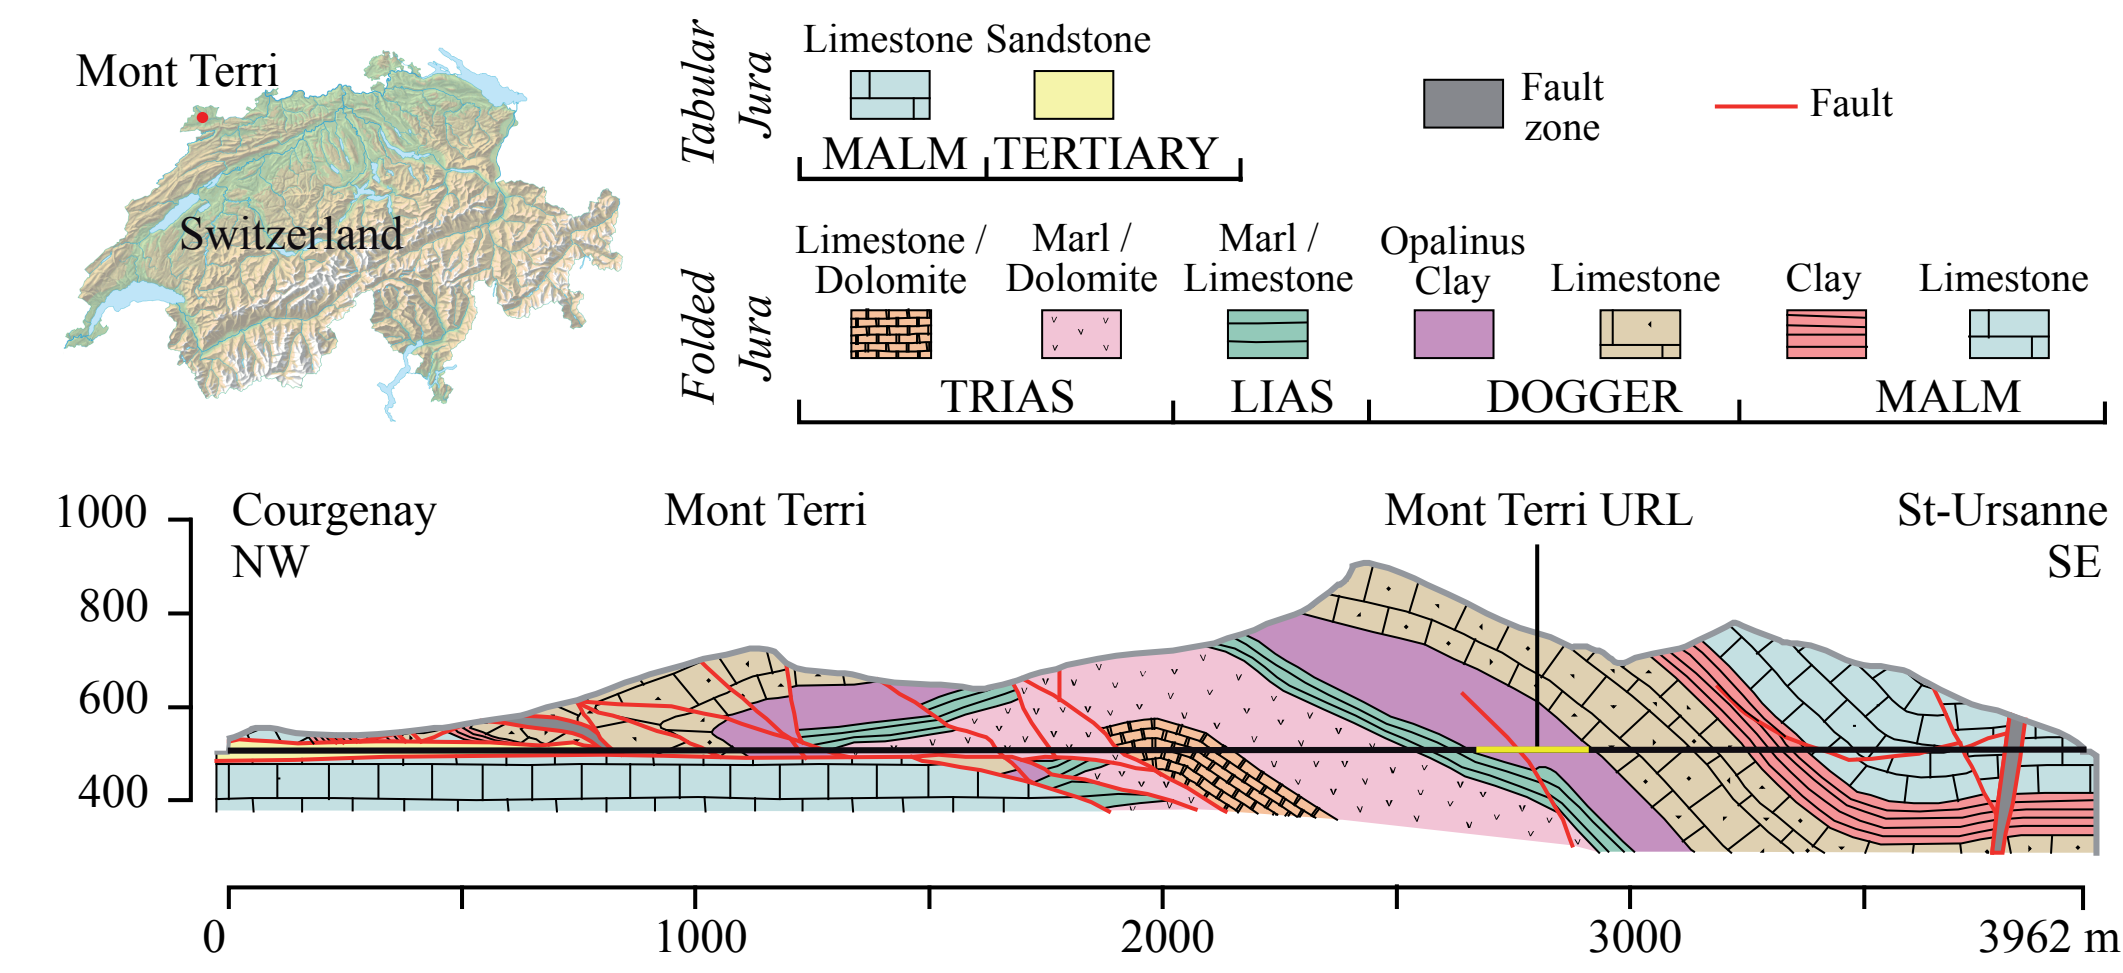 Mont Terri
Switzerland
Tabular
Jura
Limestone Sandstone
MALM TERTIARY
Fault
zone
Fault
Folded
Jura
Limestone /
Dolomite
Marl /
Dolomite
Marl /
Limestone
Opalinus
Clay
Limestone
Clay
Limestone
TRIAS LIAS DOGGER MALM
1000
800
600
400
Courgenay
NW
Mont Terri
Mont Terri URL
St-Ursanne
SE
0 1000 2000 3000 3962 m